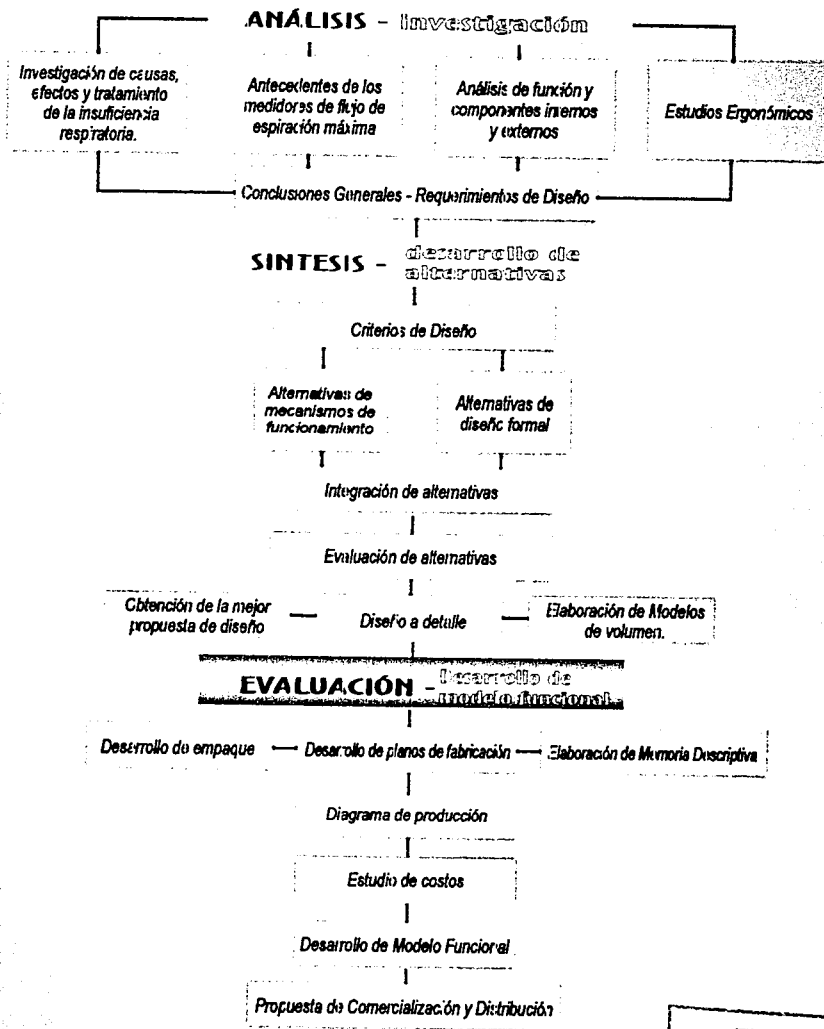 ANÁLISIS - Investigación
Investigación de causas,
efectos y tratamiento
de la insuficiencia
respiratoria.
Antecedentes de los
medidores de flujo de
espiración máxima
Análisis de función y
componentes internos
y externos
Estudios Ergonómicos
Conclusiones Generales - Requerimientos de Diseño
SINTESIS - desarrollo de
alternativas
Criterios de Diseño
Alternativas de
mecanismos de
funcionamiento
Alternativas de
diseño formal
Integración de alternativas
Evaluación de alternativas
Obtención de la mejor
propuesta de diseño
Diseño a detalle
Elaboración de Modelos
de volumen.
EVALUACIÓN - Desarrollo de
modelo funcional
Desarrollo de empaque
Desarrollo de planos de fabricación
Elaboración de Memoria Descriptiva
Diagrama de producción
Estudio de costos
Desarrollo de Modelo Funcional
Propuesta de Comercialización y Distribución